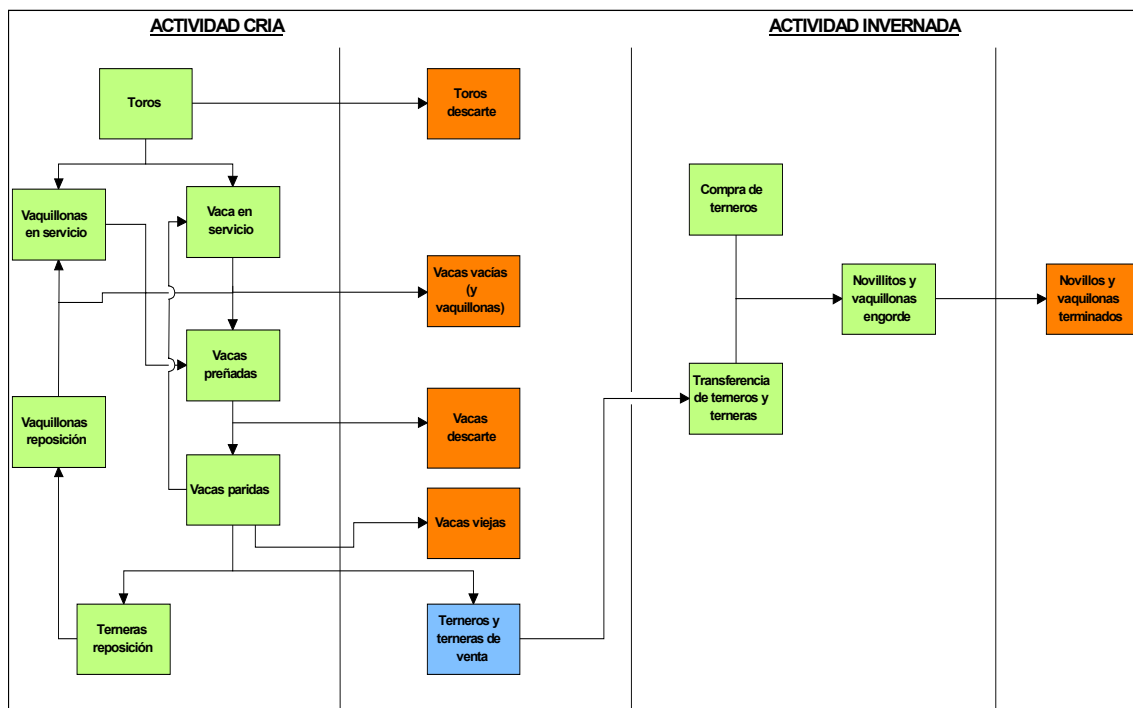 ACTIVIDAD CRIA
ACTIVIDAD INVERNADA
Toros
Toros
descarte
Vaquillonas
en servicio
Vaca en
servicio
Compra de
terneros
Vacas vacías
(y
vaquillonas)
Novillitos y
vaquillonas
engorde
Novillos y
vaquilonas
terminados
Vacas
preñadas
Transferencia
de terneros y
terneras
Vaquillonas
reposición
Vacas
descarte
Vacas paridas
Vacas viejas
Terneras
reposición
Terneros y
terneras de
venta